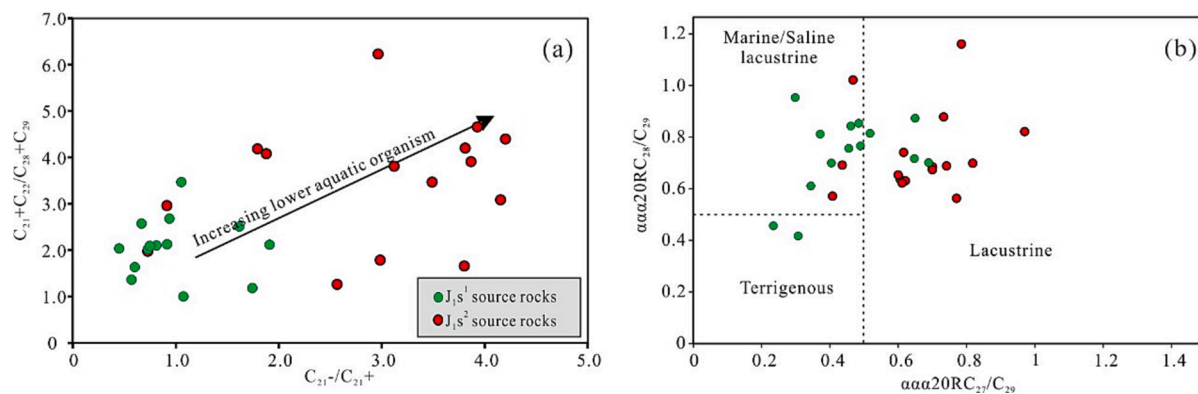 7.0
6.0
5.0
4.0
3.0
2.0
1.0
0
C₂₁+C₂₂/C₂₈+C₂₉
(a)
Increasing lower aquatic organism
J₁s¹ source rocks
J₁s² source rocks
0 1.0 2.0 3.0 4.0 5.0
C₂₁-/C₂₁+
1.2
1.0
0.8
0.6
0.4
0.2
0
ααα20RC₂₈/C₂₉
Marine/Saline
lacustrine
(b)
Lacustrine
Terrigenous
0 0.2 0.4 0.6 0.8 1 1.2 1.4
ααα20RC₂₇/C₂₉